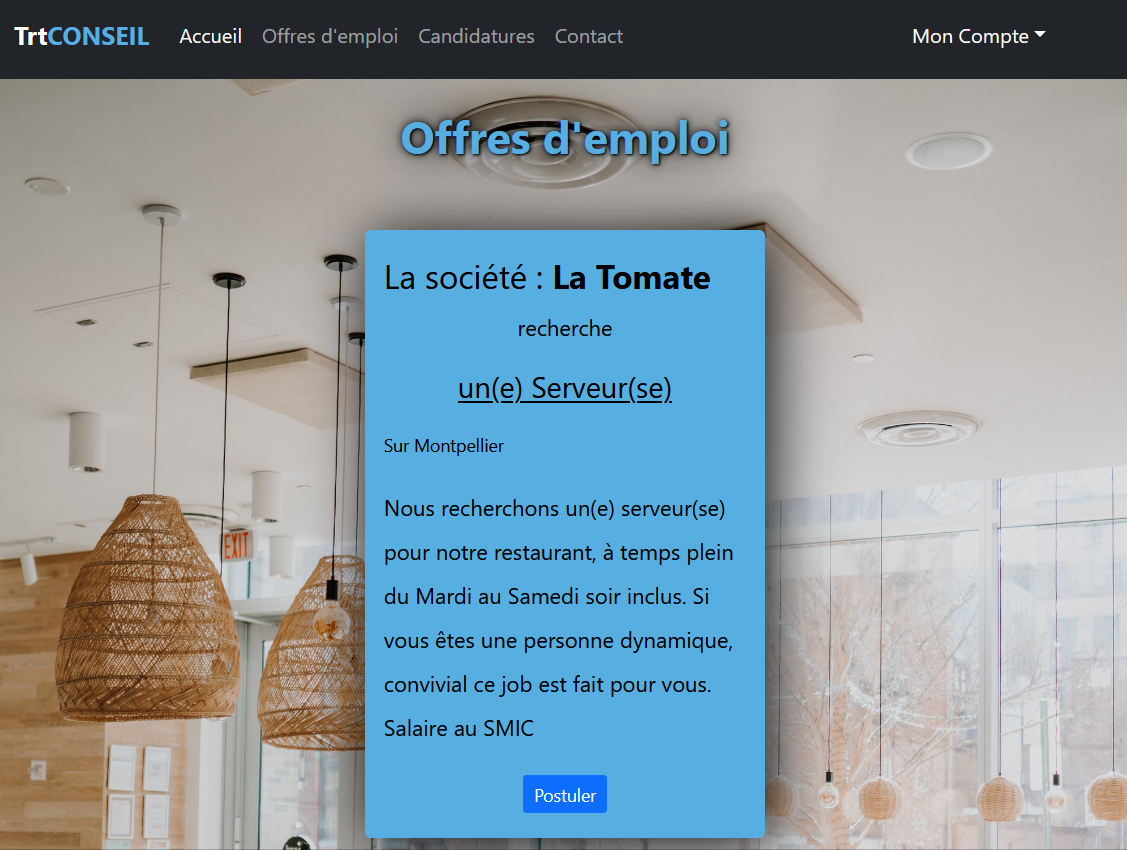 TrtCONSEIL Accueil Offres d'emploi Candidatures Contact Mon Compte
Offres d'emploi
La société : La Tomate
recherche
un(e) Serveur(se)
Sur Montpellier
Nous recherchons un(e) serveur(se)
pour notre restaurant, à temps plein
du Mardi au Samedi soir inclus. Si
vous êtes une personne dynamique,
convivial ce job est fait pour vous.
Salaire au SMIC
EXIT
Postuler